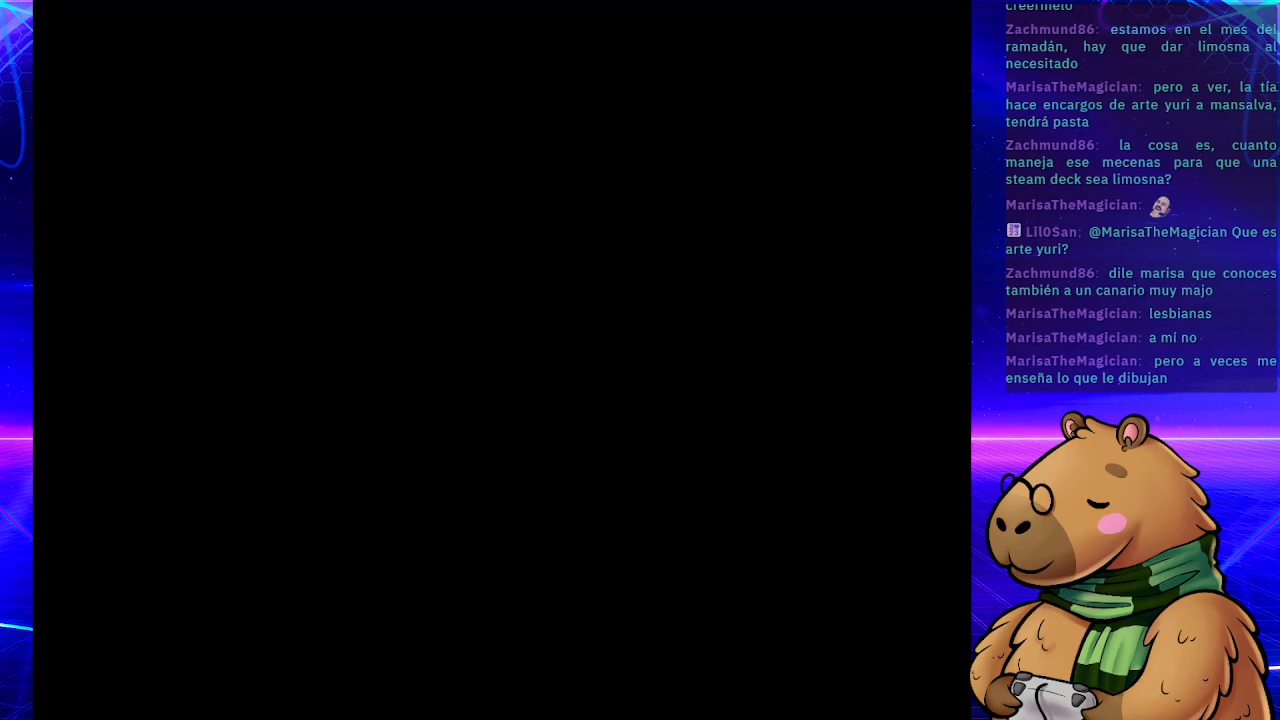 creérmelo
Zachmund86: estamos en el mes del
ramadán, hay que dar limosna al
necesitado
MarisaTheMagician: pero a ver, la tía
hace encargos de arte yuri a mansalva,
tendrá pasta
Zachmund86: la cosa es, cuanto
maneja ese mecenas para que una
steam deck sea limosna?
MarisaTheMagician:
Lil0San: @MarisaTheMagician Que es
arte yuri?
Zachmund86: dile marisa que conoces
también a un canario muy majo
MarisaTheMagician: lesbianas
MarisaTheMagician: a mí no
MarisaTheMagician: pero a veces me
enseña lo que le dibujan